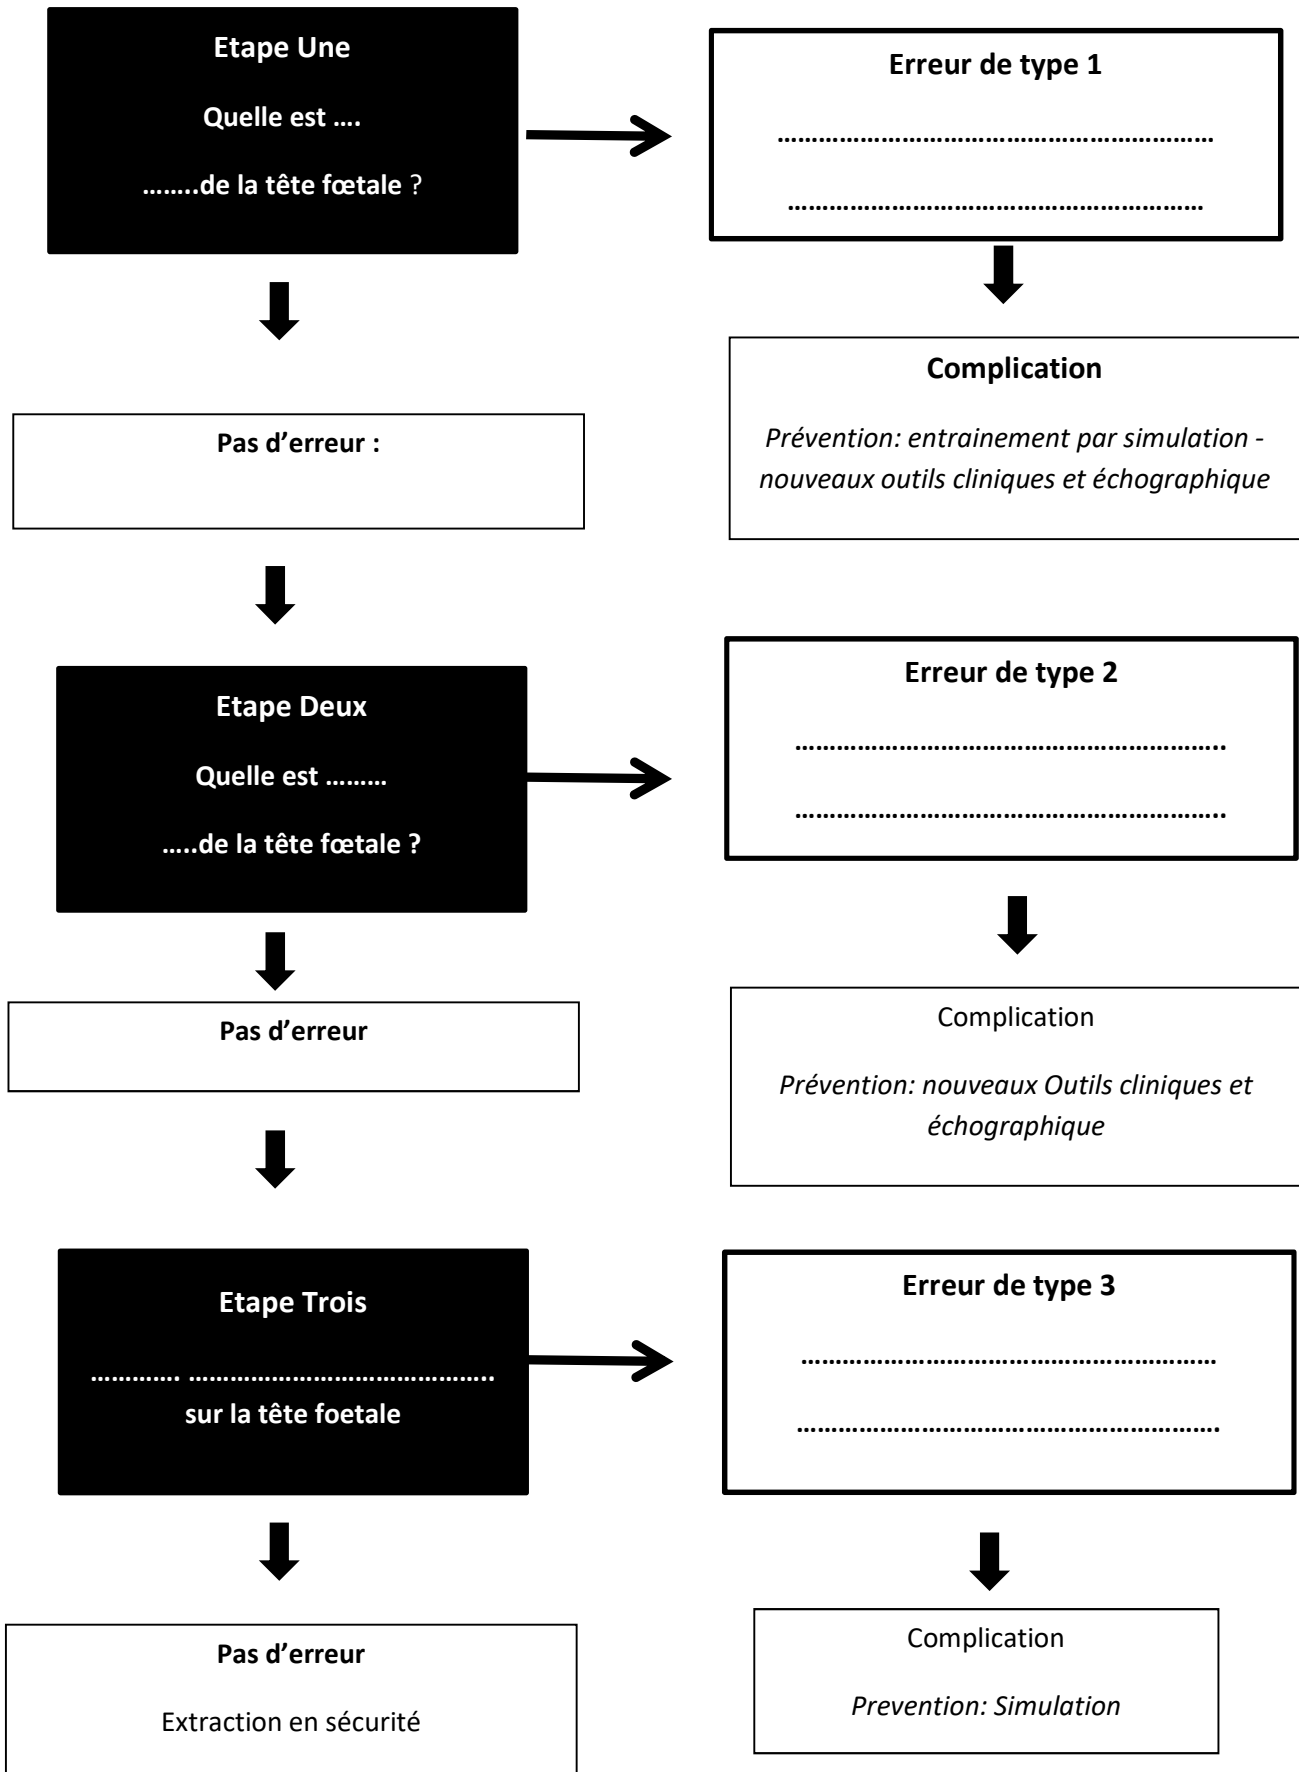 Etape Une
Quelle est ….
……..de la tête fœtale ?
Erreur de type 1
………………………………………………………
……………………………………………………
Complication
Prévention: entrainement par simulation -
nouveaux outils cliniques et échographique
Pas d’erreur :
Etape Deux
Quelle est ………
…..de la tête fœtale ?
Erreur de type 2
……………………………………………………..
……………………………………………………..
Pas d’erreur
Complication
Prévention: nouveaux Outils cliniques et
échographique
Etape Trois
…………. ……………………………………..
sur la tête foetale
Erreur de type 3
……………………………………………………
…………………………………………………….
Pas d’erreur
Extraction en sécurité
Complication
Prevention: Simulation